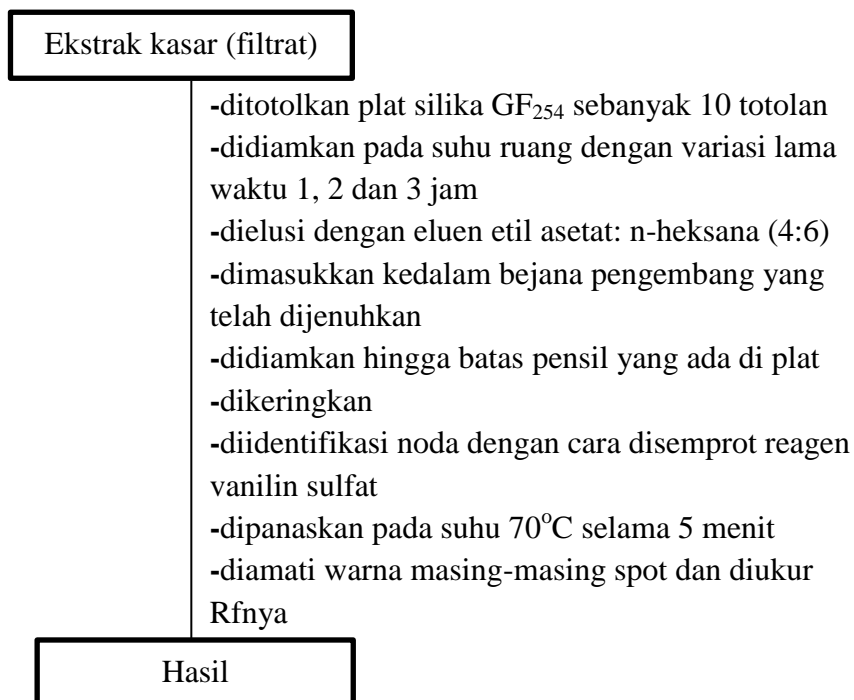 Ekstrak kasar (filtrat)
-ditotolkan plat silika GF254 sebanyak 10 totolan
-didiamkan pada suhu ruang dengan variasi lama
waktu 1, 2 dan 3 jam
-dielusi dengan eluen etil asetat: n-heksana (4:6)
-dimasukkan kedalam bejana pengembang yang
telah dijenuhkan
-didiamkan hingga batas pensil yang ada di plat
-dikeringkan
-diidentifikasi noda dengan cara disemprot reagen
vanilin sulfat
-dipanaskan pada suhu 70°C selama 5 menit
-diamati warna masing-masing spot dan diukur
Rfnya
Hasil